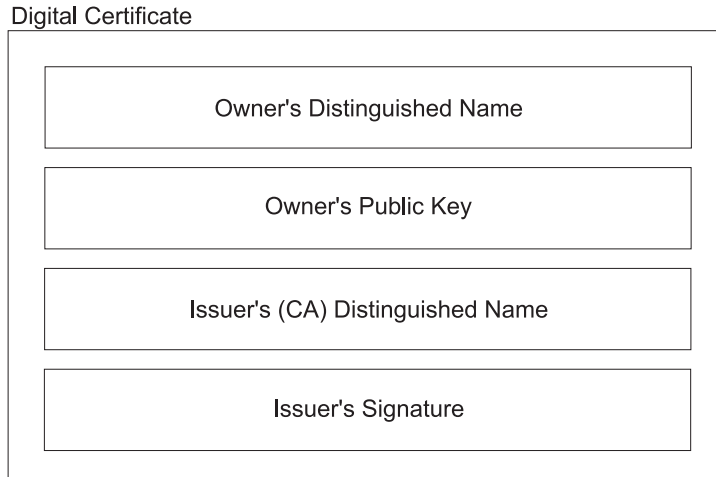 Digital Certificate
Owner's Distinguished Name
Owner's Public Key
Issuer's (CA) Distinguished Name
Issuer's Signature